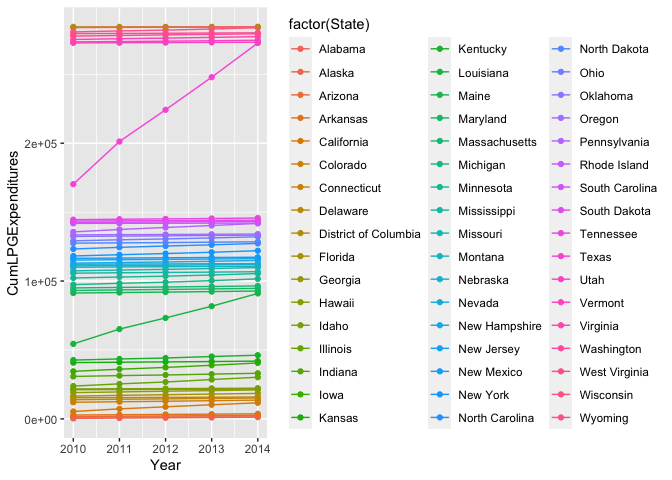 factor(State)
Alabama
Alaska
Arizona
Arkansas
California
Colorado
Connecticut
Delaware
District of Columbia
Florida
Georgia
Hawaii
Idaho
Illinois
Indiana
Iowa
Kansas
Kentucky
Louisiana
Maine
Maryland
Massachusetts
Michigan
Minnesota
Mississippi
Missouri
Montana
Nebraska
Nevada
New Hampshire
New Jersey
New Mexico
New York
North Carolina
North Dakota
Ohio
Oklahoma
Oregon
Pennsylvania
Rhode Island
South Carolina
South Dakota
Tennessee
Texas
Utah
Vermont
Virginia
Washington
West Virginia
Wisconsin
Wyoming
CumLPGExpenditures
2e+05
1e+05
0e+00
2010 2011 2012 2013 2014
Year